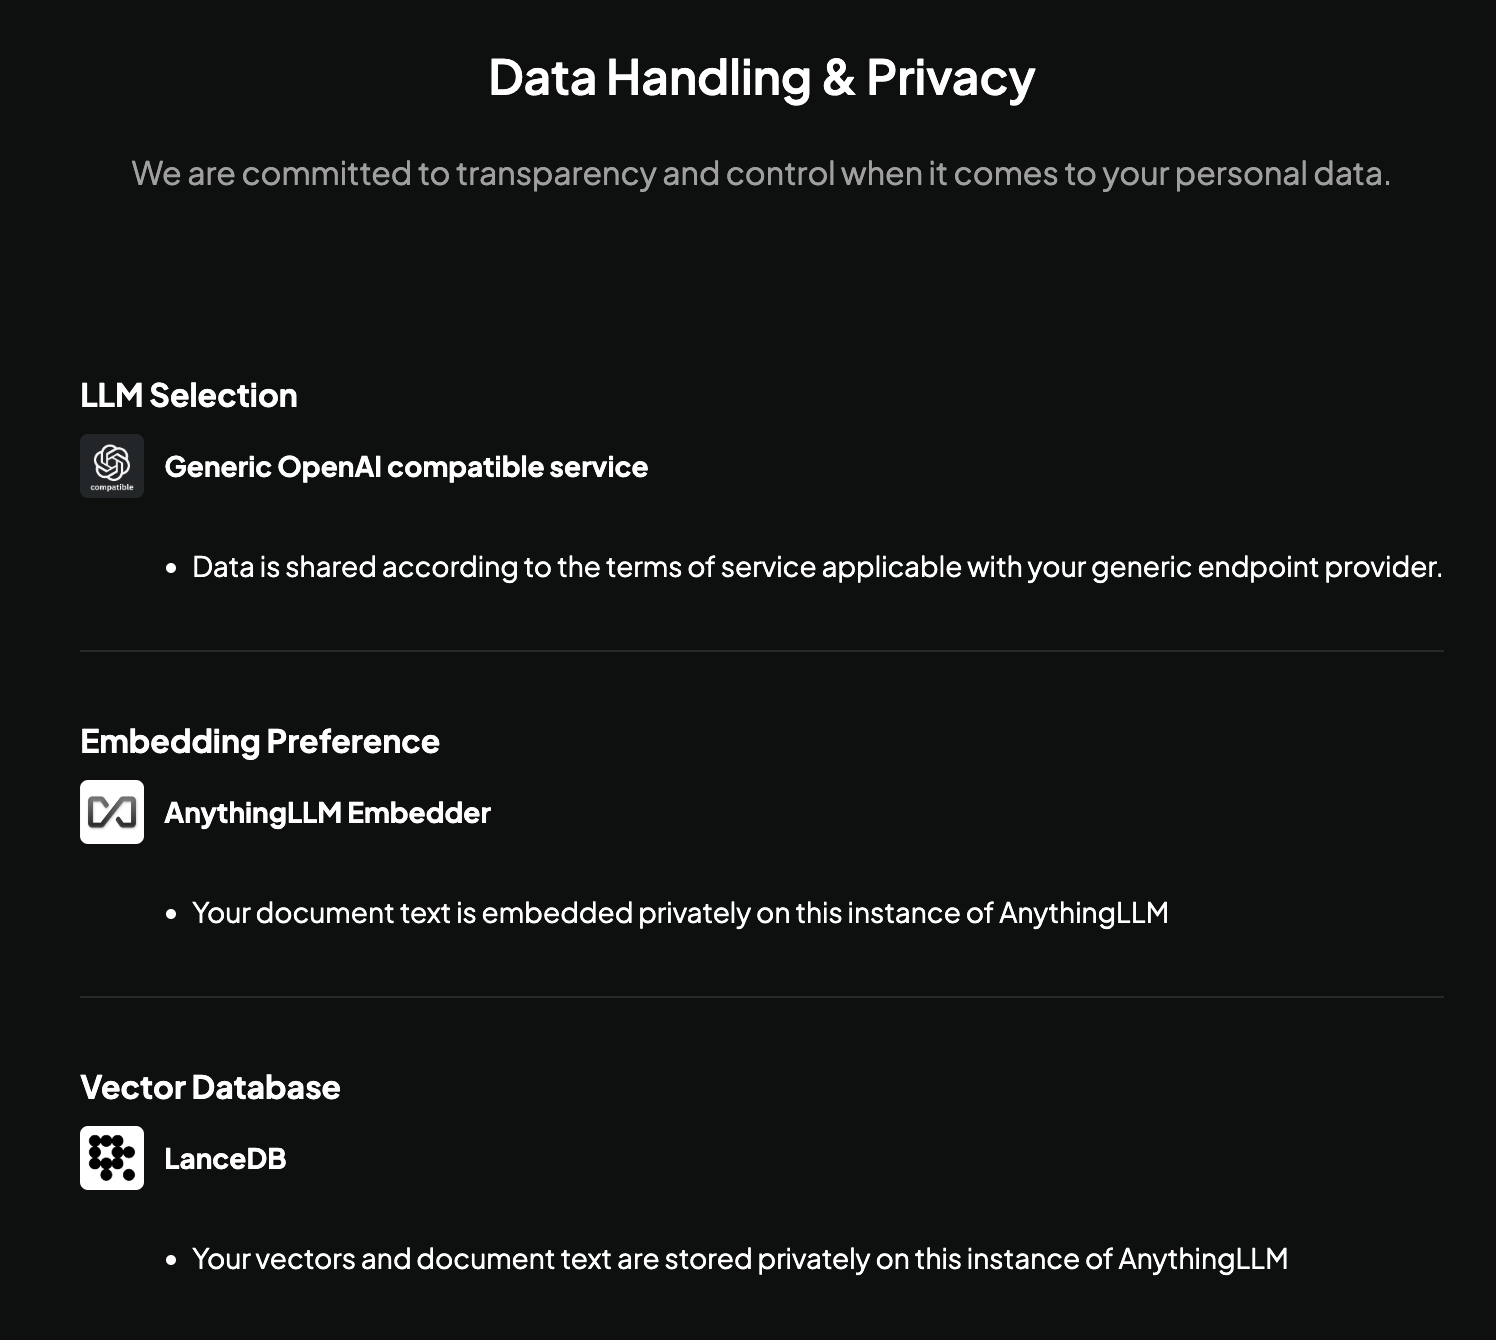 Data Handling & Privacy
We are committed to transparency and control when it comes to your personal data.
LLM Selection
compatible
Generic OpenAI compatible service
• Data is shared according to the terms of service applicable with your generic endpoint provider.
Embedding Preference
AnythingLLM Embedder
• Your document text is embedded privately on this instance of AnythingLLM
Vector Database
LanceDB
• Your vectors and document text are stored privately on this instance of AnythingLLM